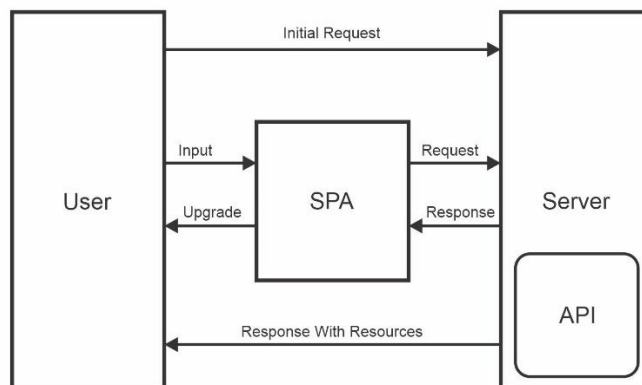 Initial Request
Input
Request
User
SPA
Server
Upgrade
Response
API
Response With Resources